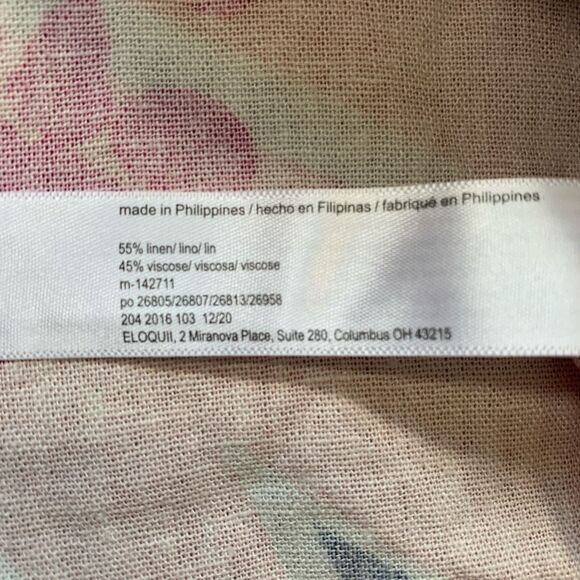 made in Philippines / hecho en Filipinas / fabriqué en Philippines
55% linen/ lino/ lin
45% viscose/ viscosa/ viscose
rn-142711
po 26805/26807/26813/26958
204 2016 103 12/20
ELOQUII, 2 Miranova Place, Suite 280, Columbus OH 43215